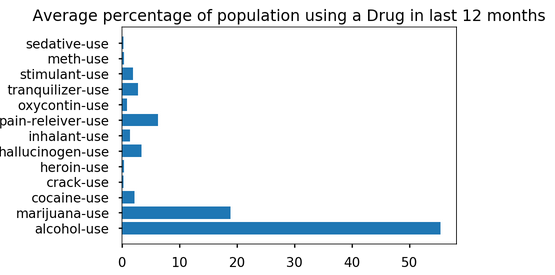 Average percentage of population using a Drug in last 12 months
sedative-use
meth-use
stimulant-use
tranquilizer-use
oxycontin-use
pain-releiver-use
inhalant-use
hallucinogen-use
heroin-use
crack-use
cocaine-use
marijuana-use
alcohol-use
0 10 20 30 40 50